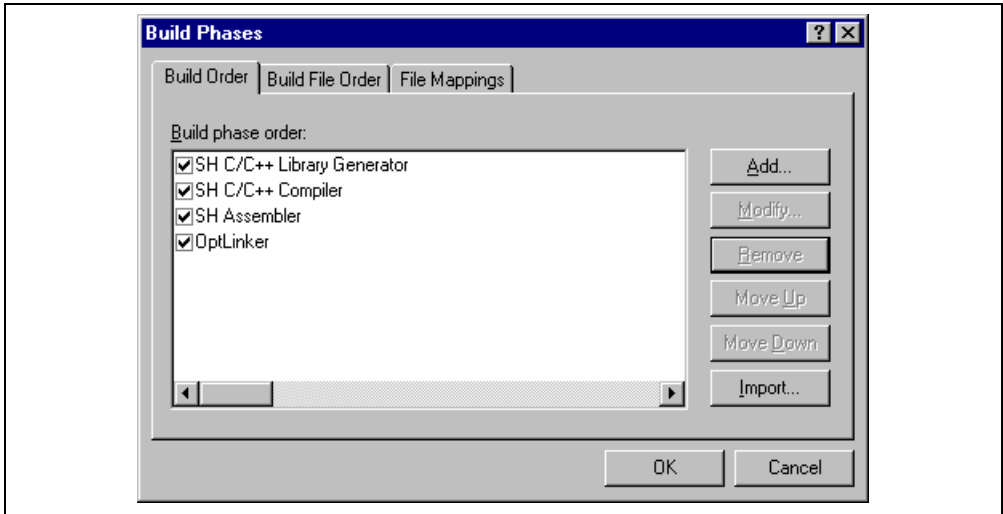 Build Phases
Build Order
Build File Order
File Mappings
Build phase order:
SH C/C++ Library Generator
SH C/C++ Compiler
SH Assembler
OptLinker
Add...
Modify...
Remove
Move Up
Move Down
Import...
OK
Cancel